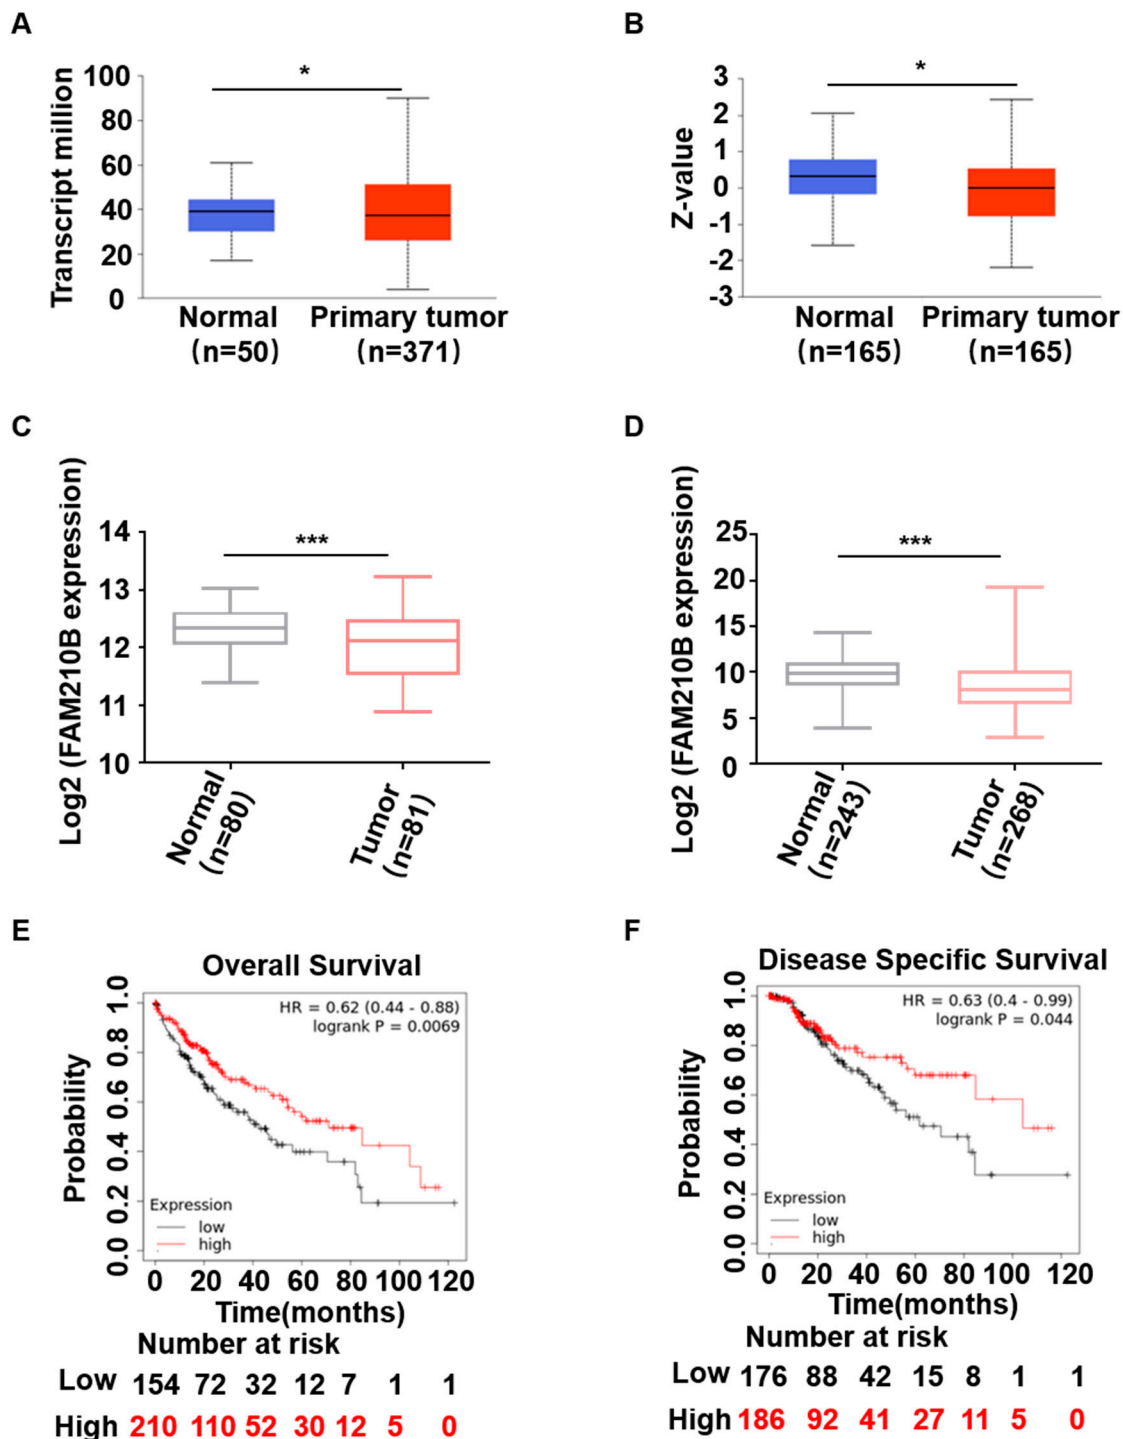 A
Transcript million
100
80
60
40
20
0
*
Normal
(n=50)
Primary tumor
(n=371)
B
Z-value
3
2
1
0
-1
-2
-3
*
Normal
(n=165)
Primary tumor
(n=165)
C
Log2 (FAM210B expression)
14
13
12
11
10
***
Normal
(n=80)
Tumor
(n=81)
D
Log2 (FAM210B expression)
25
20
15
10
5
0
***
Normal
(n=243)
Tumor
(n=268)
E
Overall Survival
HR = 0.62 (0.44 - 0.88)
logrank P = 0.0069
Probability
1.0
0.8
0.6
0.4
0.2
0.0
Expression
low
high
0 20 40 60 80 100 120
Time(months)
Number at risk
Low 154 72 32 12 7 1 1
High 210 110 52 30 12 5 0
F
Disease Specific Survival
HR = 0.63 (0.4 - 0.99)
logrank P = 0.044
Probability
1.0
0.8
0.6
0.4
0.2
0.0
Expression
low
high
0 20 40 60 80 100 120
Time(months)
Number at risk
Low 176 88 42 15 8 1 1
High 186 92 41 27 11 5 0